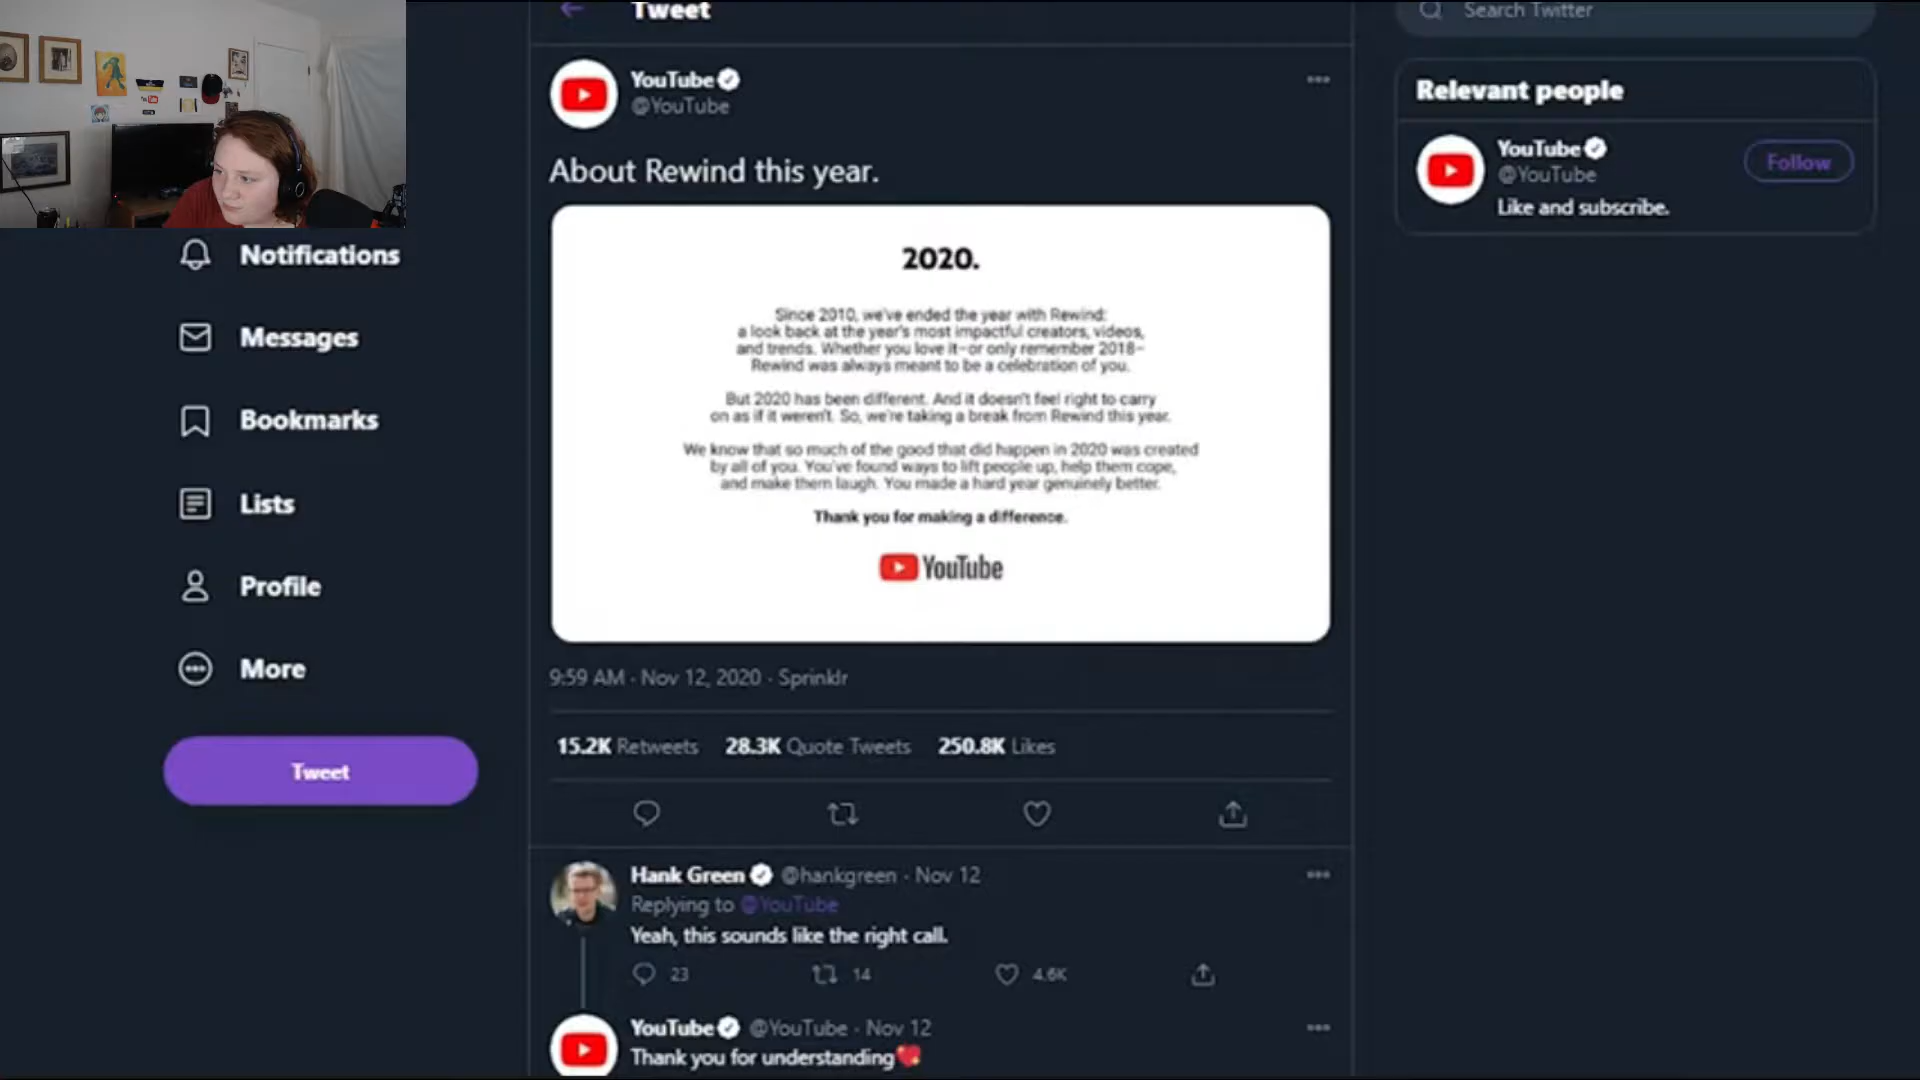 Tweet
Search Twitter
YouTube
@YouTube
About Rewind this year.
2020.
Since 2010, we've ended the year with Rewind:
a look back at the year's most impactful creators, videos,
and trends. Whether you love it–or only remember 2018–
Rewind was always meant to be a celebration of you.
But 2020 has been different. And it doesn't feel right to carry
on as if it weren't. So, we're taking a break from Rewind this year.
We know that so much of the good that did happen in 2020 was created
by all of you. You've found ways to lift people up, help them cope,
and make them laugh. You made a hard year genuinely better.
Thank you for making a difference.
YouTube
9:59 AM · Nov 12, 2020 · Sprinklr
15.2K Retweets 28.3K Quote Tweets 250.8K Likes
Hank Green @hankgreen · Nov 12
Replying to @YouTube
Yeah, this sounds like the right call.
23 14 4.6K
YouTube @YouTube · Nov 12
Thank you for understanding💖
Notifications
Messages
Bookmarks
Lists
Profile
More
Tweet
Relevant people
YouTube
@YouTube
Follow
Like and subscribe.